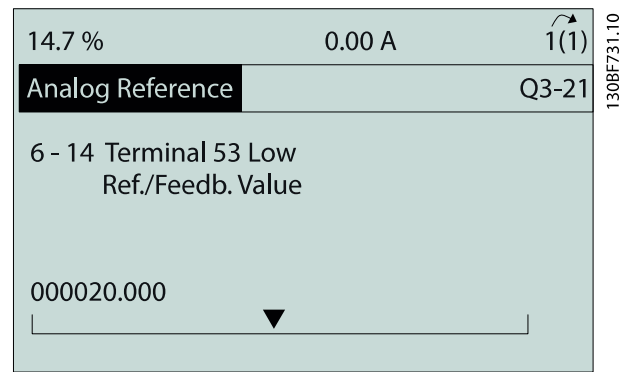 14.7 % 0.00 A 1(1)
Analog Reference Q3-21
6 - 14 Terminal 53 Low
Ref./Feedb. Value
000020.000
130BF731.10